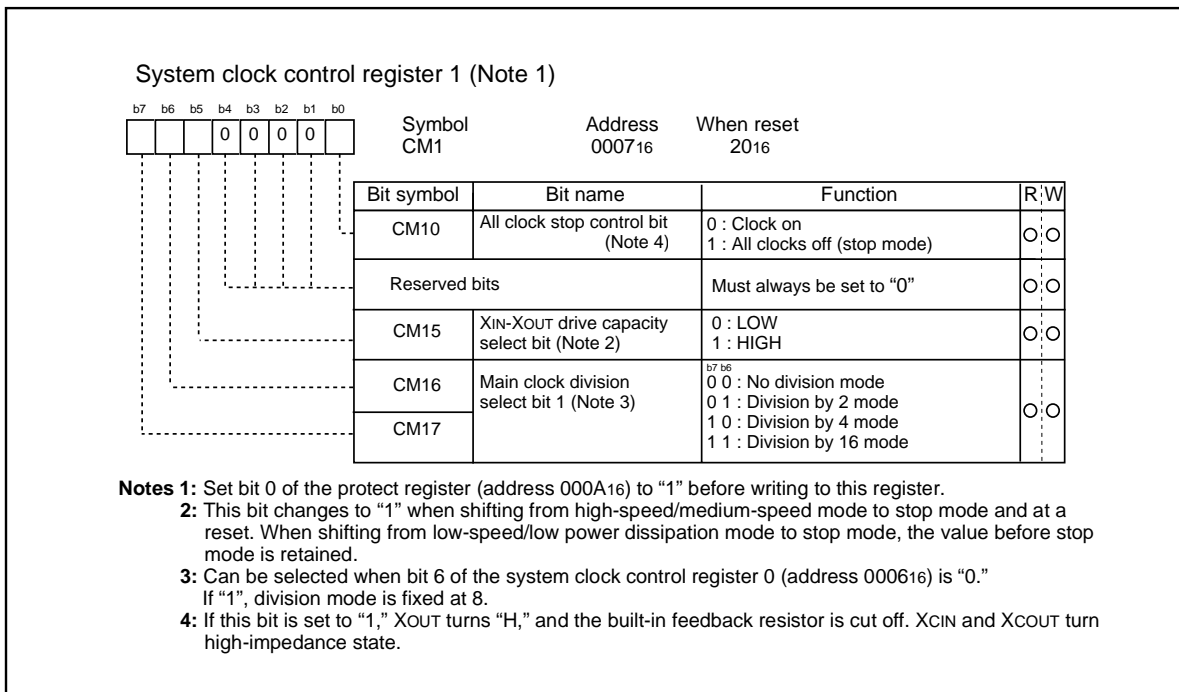 System clock control register 1 (Note 1)
b7 b6 b5 b4 b3 b2 b1 b0
0 0 0 0
Symbol Address When reset
CM1 000716 2016
Bit symbol Bit name Function R W
CM10 All clock stop control bit (Note 4) 0 : Clock on
1 : All clocks off (stop mode)
Reserved bits Must always be set to “0”
CM15 XIN-XOUT drive capacity select bit (Note 2) 0 : LOW
1 : HIGH
CM16 Main clock division select bit 1 (Note 3) b7 b6
0 0 : No division mode
0 1 : Division by 2 mode
CM17 1 0 : Division by 4 mode
1 1 : Division by 16 mode
Notes 1: Set bit 0 of the protect register (address 000A16) to “1” before writing to this register.
2: This bit changes to “1” when shifting from high-speed/medium-speed mode to stop mode and at a
reset. When shifting from low-speed/low power dissipation mode to stop mode, the value before stop
mode is retained.
3: Can be selected when bit 6 of the system clock control register 0 (address 000616) is “0.”
If “1”, division mode is fixed at 8.
4: If this bit is set to “1,” XOUT turns “H,” and the built-in feedback resistor is cut off. XCIN and XCOUT turn
high-impedance state.